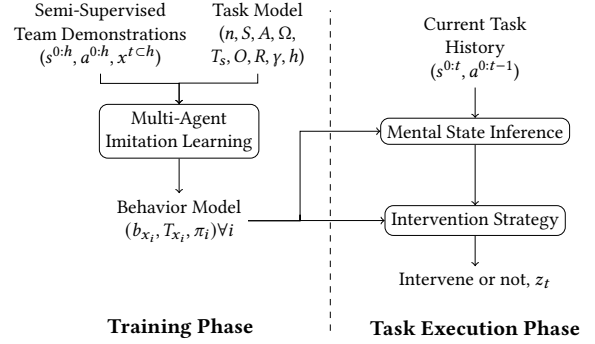 Semi-Supervised
Team Demonstrations
(s^{0:h}, a^{0:h}, x^{t⊂h})
Task Model
(n, S, A, Ω,
T_s, O, R, γ, h)
Multi-Agent
Imitation Learning
Behavior Model
(b_{x_i}, T_{x_i}, π_i)∀i
Training Phase
Current Task
History
(s^{0:t}, a^{0:t−1})
Mental State Inference
Intervention Strategy
Intervene or not, z_t
Task Execution Phase